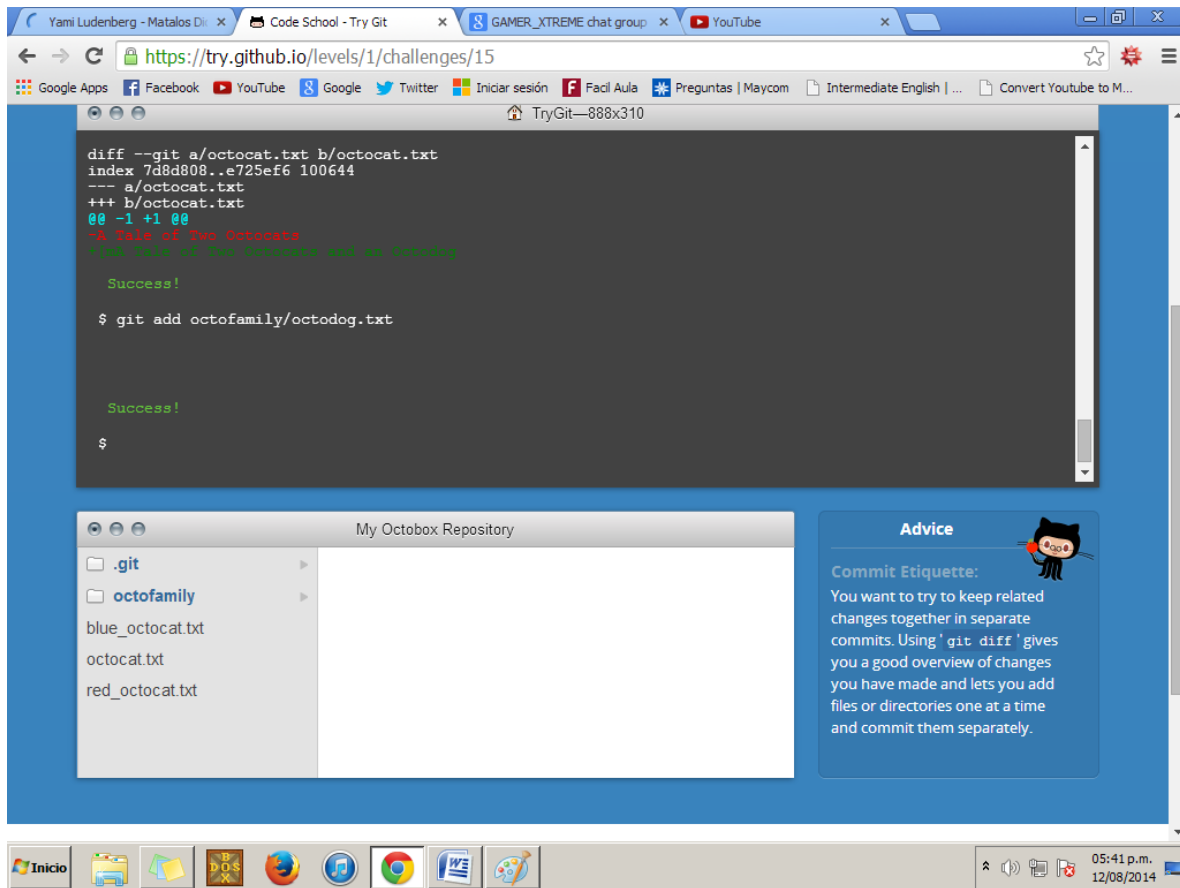 Yami Ludenberg - Matalos Dic
Code School - Try Git
GAMER_XTREME chat group
YouTube
https://try.github.io/levels/1/challenges/15
Google Apps
Facebook
YouTube
Google
Twitter
Iniciar sesión
Facil Aula
Preguntas | Maycom
Intermediate English | ...
Convert Youtube to M...
TryGit—888x310
diff --git a/octocat.txt b/octocat.txt
index 7d8d808..e725ef6 100644
--- a/octocat.txt
+++ b/octocat.txt
@@ -1 +1 @@
-A Tale of Two Octocats
+[mA Tale of Two Octocats and an Octodog
Success!
$ git add octofamily/octodog.txt
Success!
$
My Octobox Repository
.git
octofamily
blue_octocat.txt
octocat.txt
red_octocat.txt
Advice
Commit Etiquette:
You want to try to keep related
changes together in separate
commits. Using 'git diff' gives
you a good overview of changes
you have made and lets you add
files or directories one at a time
and commit them separately.
Inicio
DOS
BOX
05:41 p.m.
12/08/2014